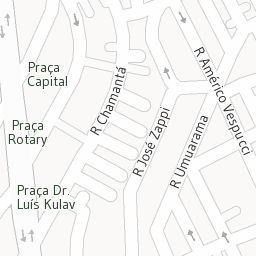 Praça
Capital
R Chamantá
Praça
Rotary
R José Zappi
R Umuarama
R Américo Vespucci
Praça Dr.
Luís Kulav